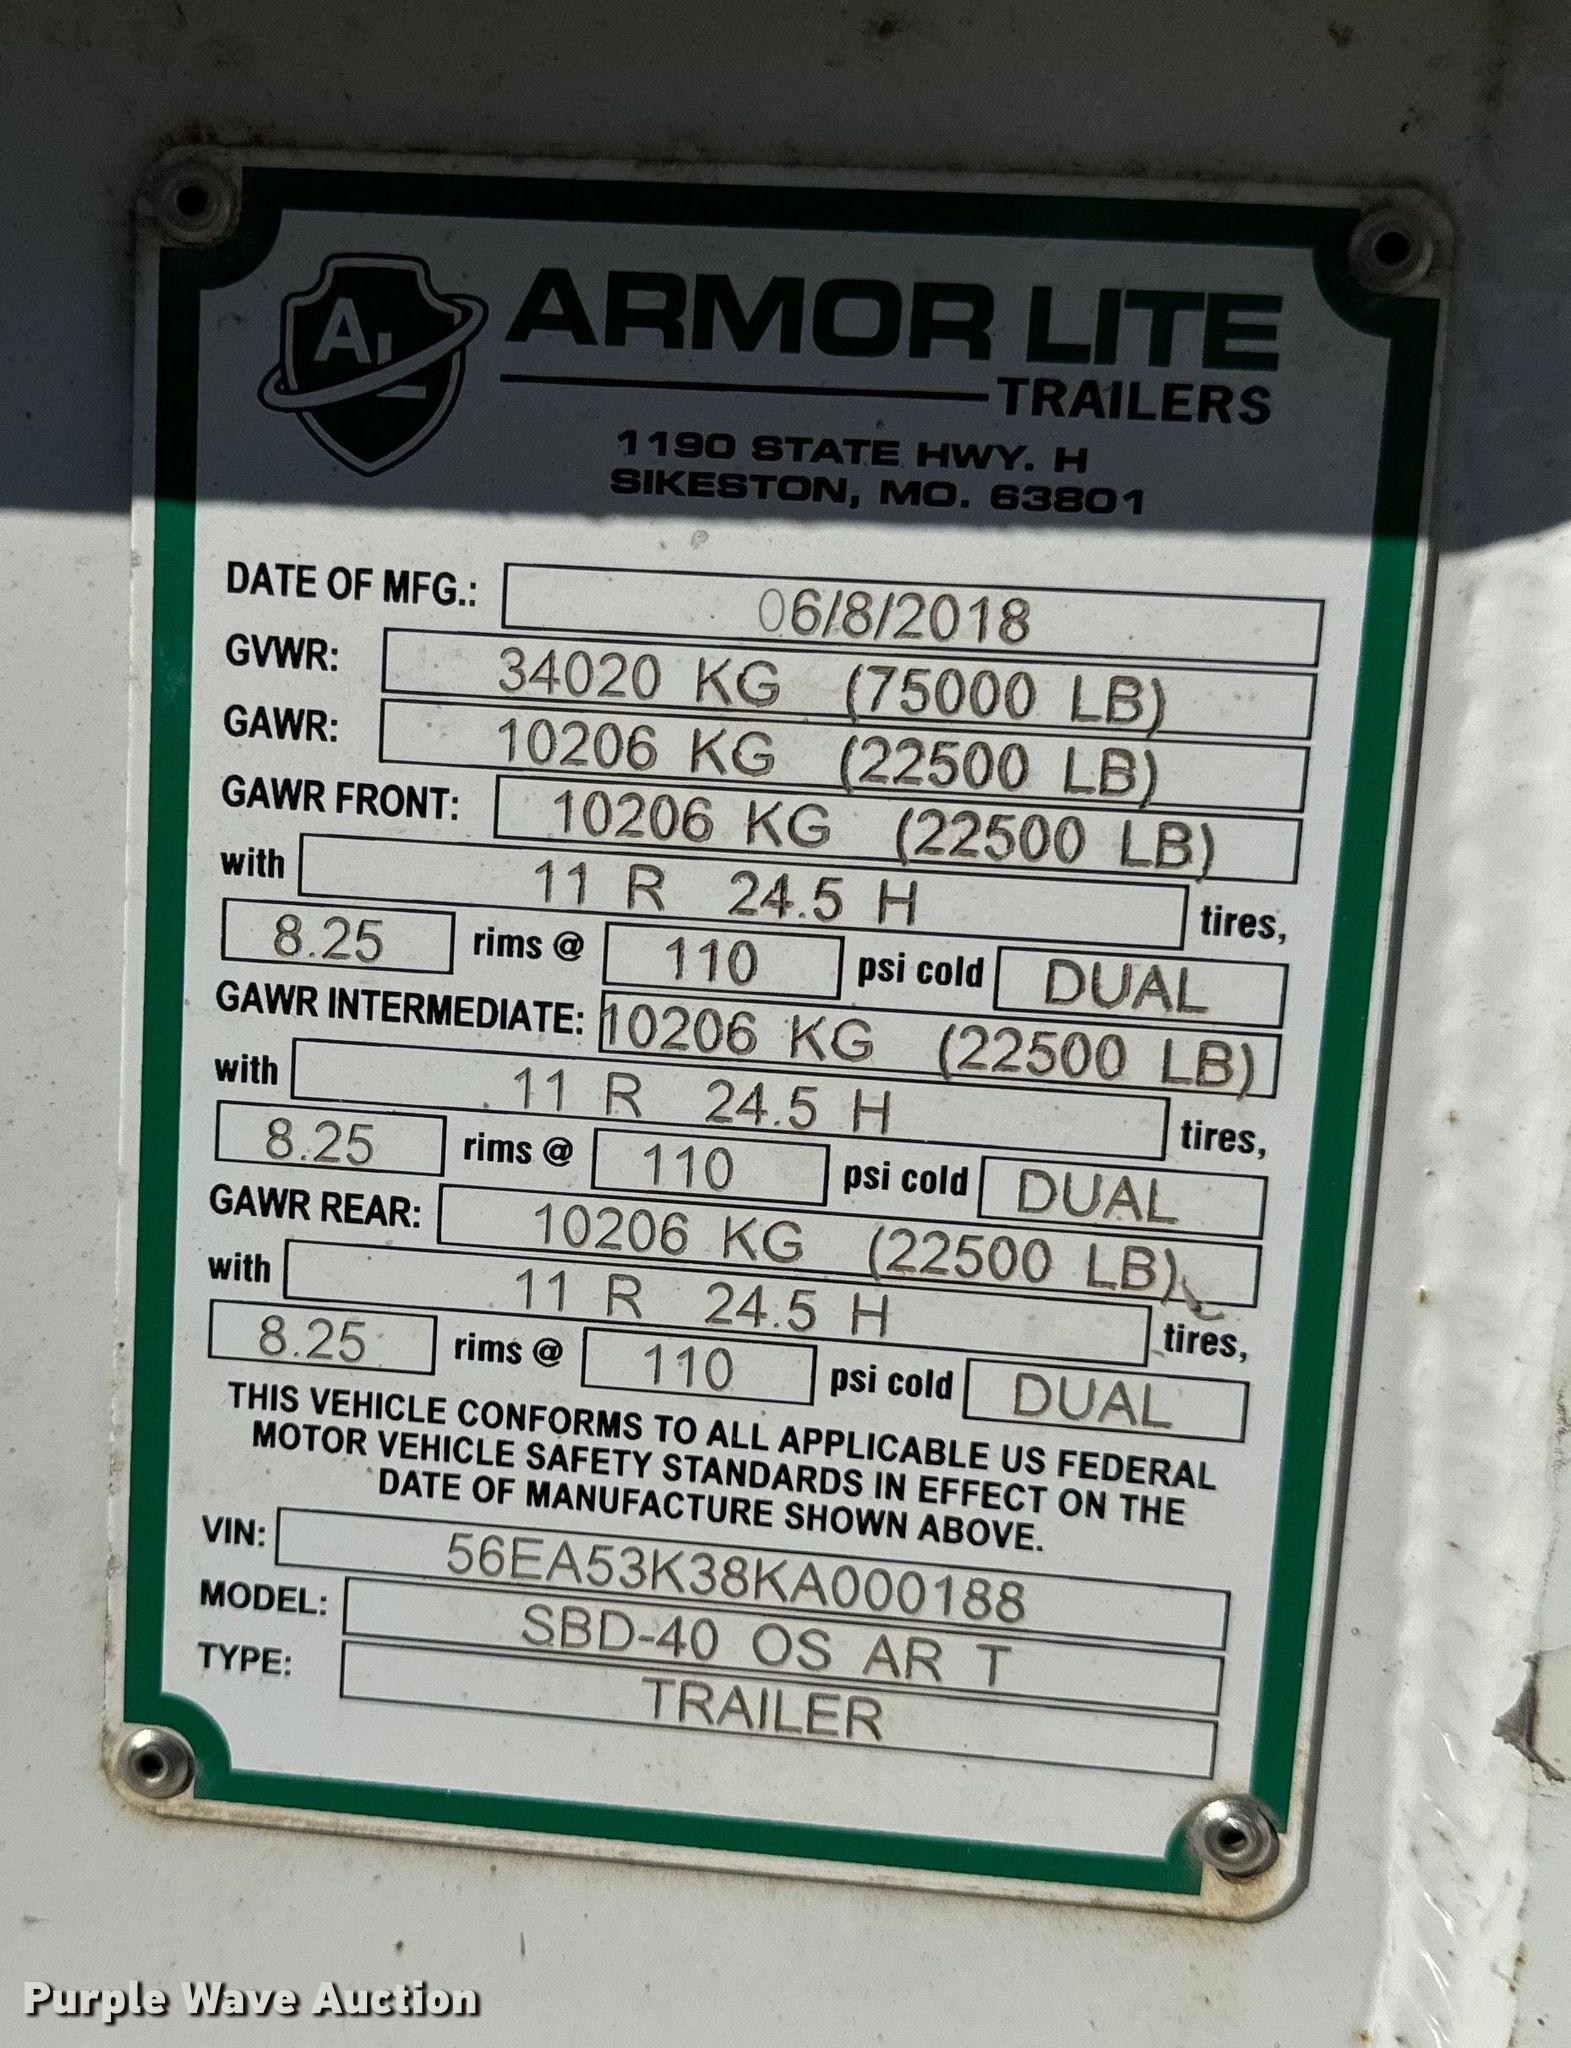 AL ARMOR LITE
TRAILERS
1190 STATE HWY. H
SIKESTON, MO. 63801
DATE OF MFG.: 06/8/2018
GVWR: 34020 KG (75000 LB)
GAWR: 10206 KG (22500 LB)
GAWR FRONT: 10206 KG (22500 LB)
with 11 R 24.5 H tires,
8.25 rims @ 110 psi cold DUAL
GAWR INTERMEDIATE: 10206 KG (22500 LB)
with 11 R 24.5 H tires,
8.25 rims @ 110 psi cold DUAL
GAWR REAR: 10206 KG (22500 LB)
with 11 R 24.5 H tires,
8.25 rims @ 110 psi cold DUAL
THIS VEHICLE CONFORMS TO ALL APPLICABLE US FEDERAL
MOTOR VEHICLE SAFETY STANDARDS IN EFFECT ON THE
DATE OF MANUFACTURE SHOWN ABOVE.
VIN: 56EA53K38KA000188
MODEL: SBD-40 OS AR T
TYPE: TRAILER
Purple Wave Auction